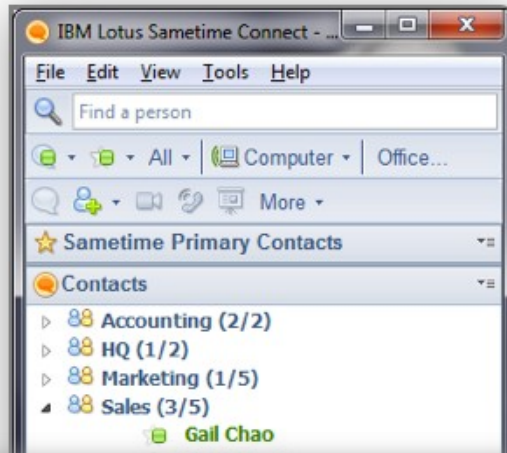 IBM Lotus Sametime Connect - ...
File Edit View Tools Help
Find a person
All Computer Office...
More
Sametime Primary Contacts
Contacts
Accounting (2/2)
HQ (1/2)
Marketing (1/5)
Sales (3/5)
Gail Chao